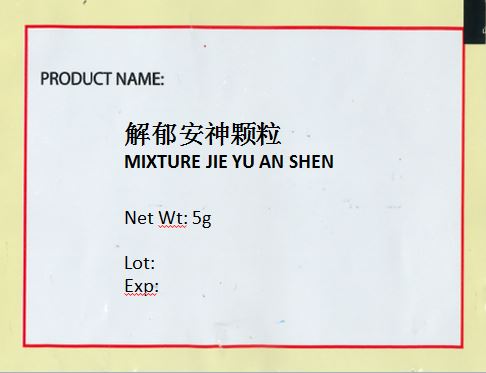 PRODUCT NAME:
解郁安神颗粒
MIXTURE JIE YU AN SHEN
Net Wt: 5g
Lot:
Exp: